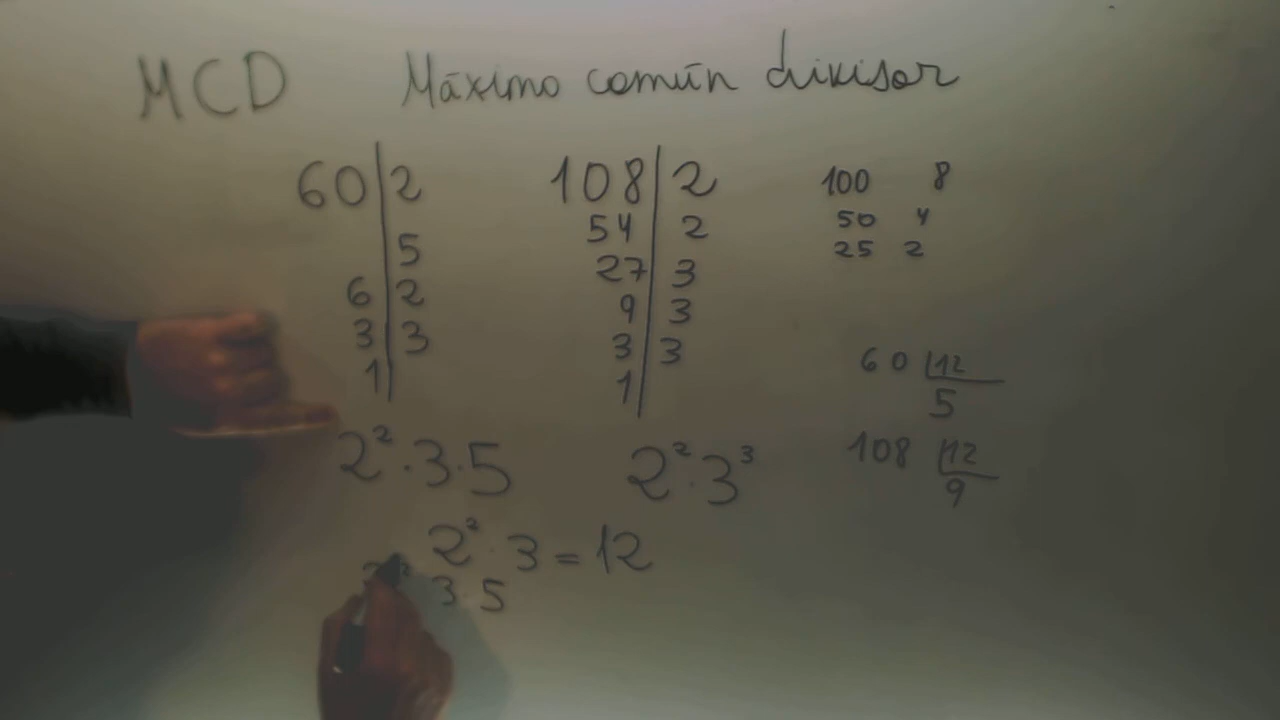 MCD Máximo común divisor
60|2 108|2 100 8
54|2 50 4
5 27|3 25 2
6|2 9|3
3|3 3|3 60 |12
1| 1| 5
108 |12
9
2²·3·5 2²·3³
2²·3=12
3·5